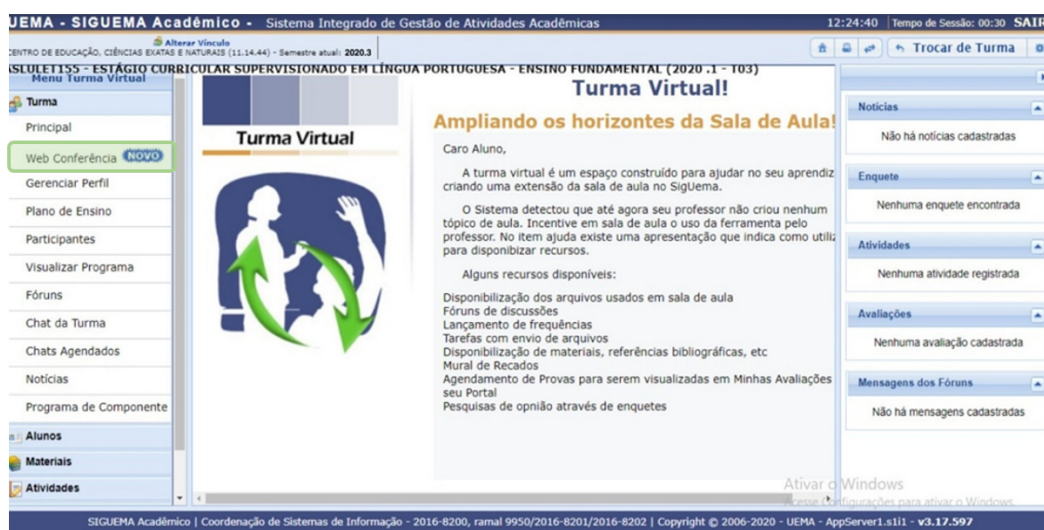 UEMA - SIGUEMA Acadêmico - Sistema Integrado de Gestão de Atividades Acadêmicas 12:24:40 Tempo de Sessão: 00:30 SAIR
Alterar Vínculo
CENTRO DE EDUCAÇÃO, CIÊNCIAS EXATAS E NATURAIS (11.14.44) - Semestre atual: 2020.3
Trocar de Turma
ASLULET155 - ESTÁGIO CURRICULAR SUPERVISIONADO EM LÍNGUA PORTUGUESA - ENSINO FUNDAMENTAL (2020 .1 - T03)
Menu Turma Virtual
Turma
Principal
Web Conferência NOVO
Gerenciar Perfil
Plano de Ensino
Participantes
Visualizar Programa
Fóruns
Chat da Turma
Chats Agendados
Notícias
Programa de Componente
Alunos
Materiais
Atividades
Turma Virtual
Turma Virtual!
Ampliando os horizontes da Sala de Aula!
Caro Aluno,
A turma virtual é um espaço construído para ajudar no seu aprendiz
criando uma extensão da sala de aula no SigUema.
O Sistema detectou que até agora seu professor não criou nenhum
tópico de aula. Incentive em sala de aula o uso da ferramenta pelo
professor. No item ajuda existe uma apresentação que indica como utiliz
para disponibizar recursos.
Alguns recursos disponíveis:
Disponibilização dos arquivos usados em sala de aula
Fóruns de discussões
Lançamento de frequências
Tarefas com envio de arquivos
Disponibilização de materiais, referências bibliográficas, etc
Mural de Recados
Agendamento de Provas para serem visualizadas em Minhas Avaliações
seu Portal
Pesquisas de opnião através de enquetes
Notícias
Não há notícias cadastradas
Enquete
Nenhuma enquete encontrada
Atividades
Nenhuma atividade registrada
Avaliações
Nenhuma avaliação cadastrada
Mensagens dos Fóruns
Não há mensagens cadastradas
Ativar o Windows
Acesse Configurações para ativar o Windows.
SIGUEMA Acadêmico | Coordenação de Sistemas de Informação - 2016-8200, ramal 9950/2016-8201/2016-8202 | Copyright © 2006-2020 - UEMA - AppServer1.s1i1 - v3.17.597